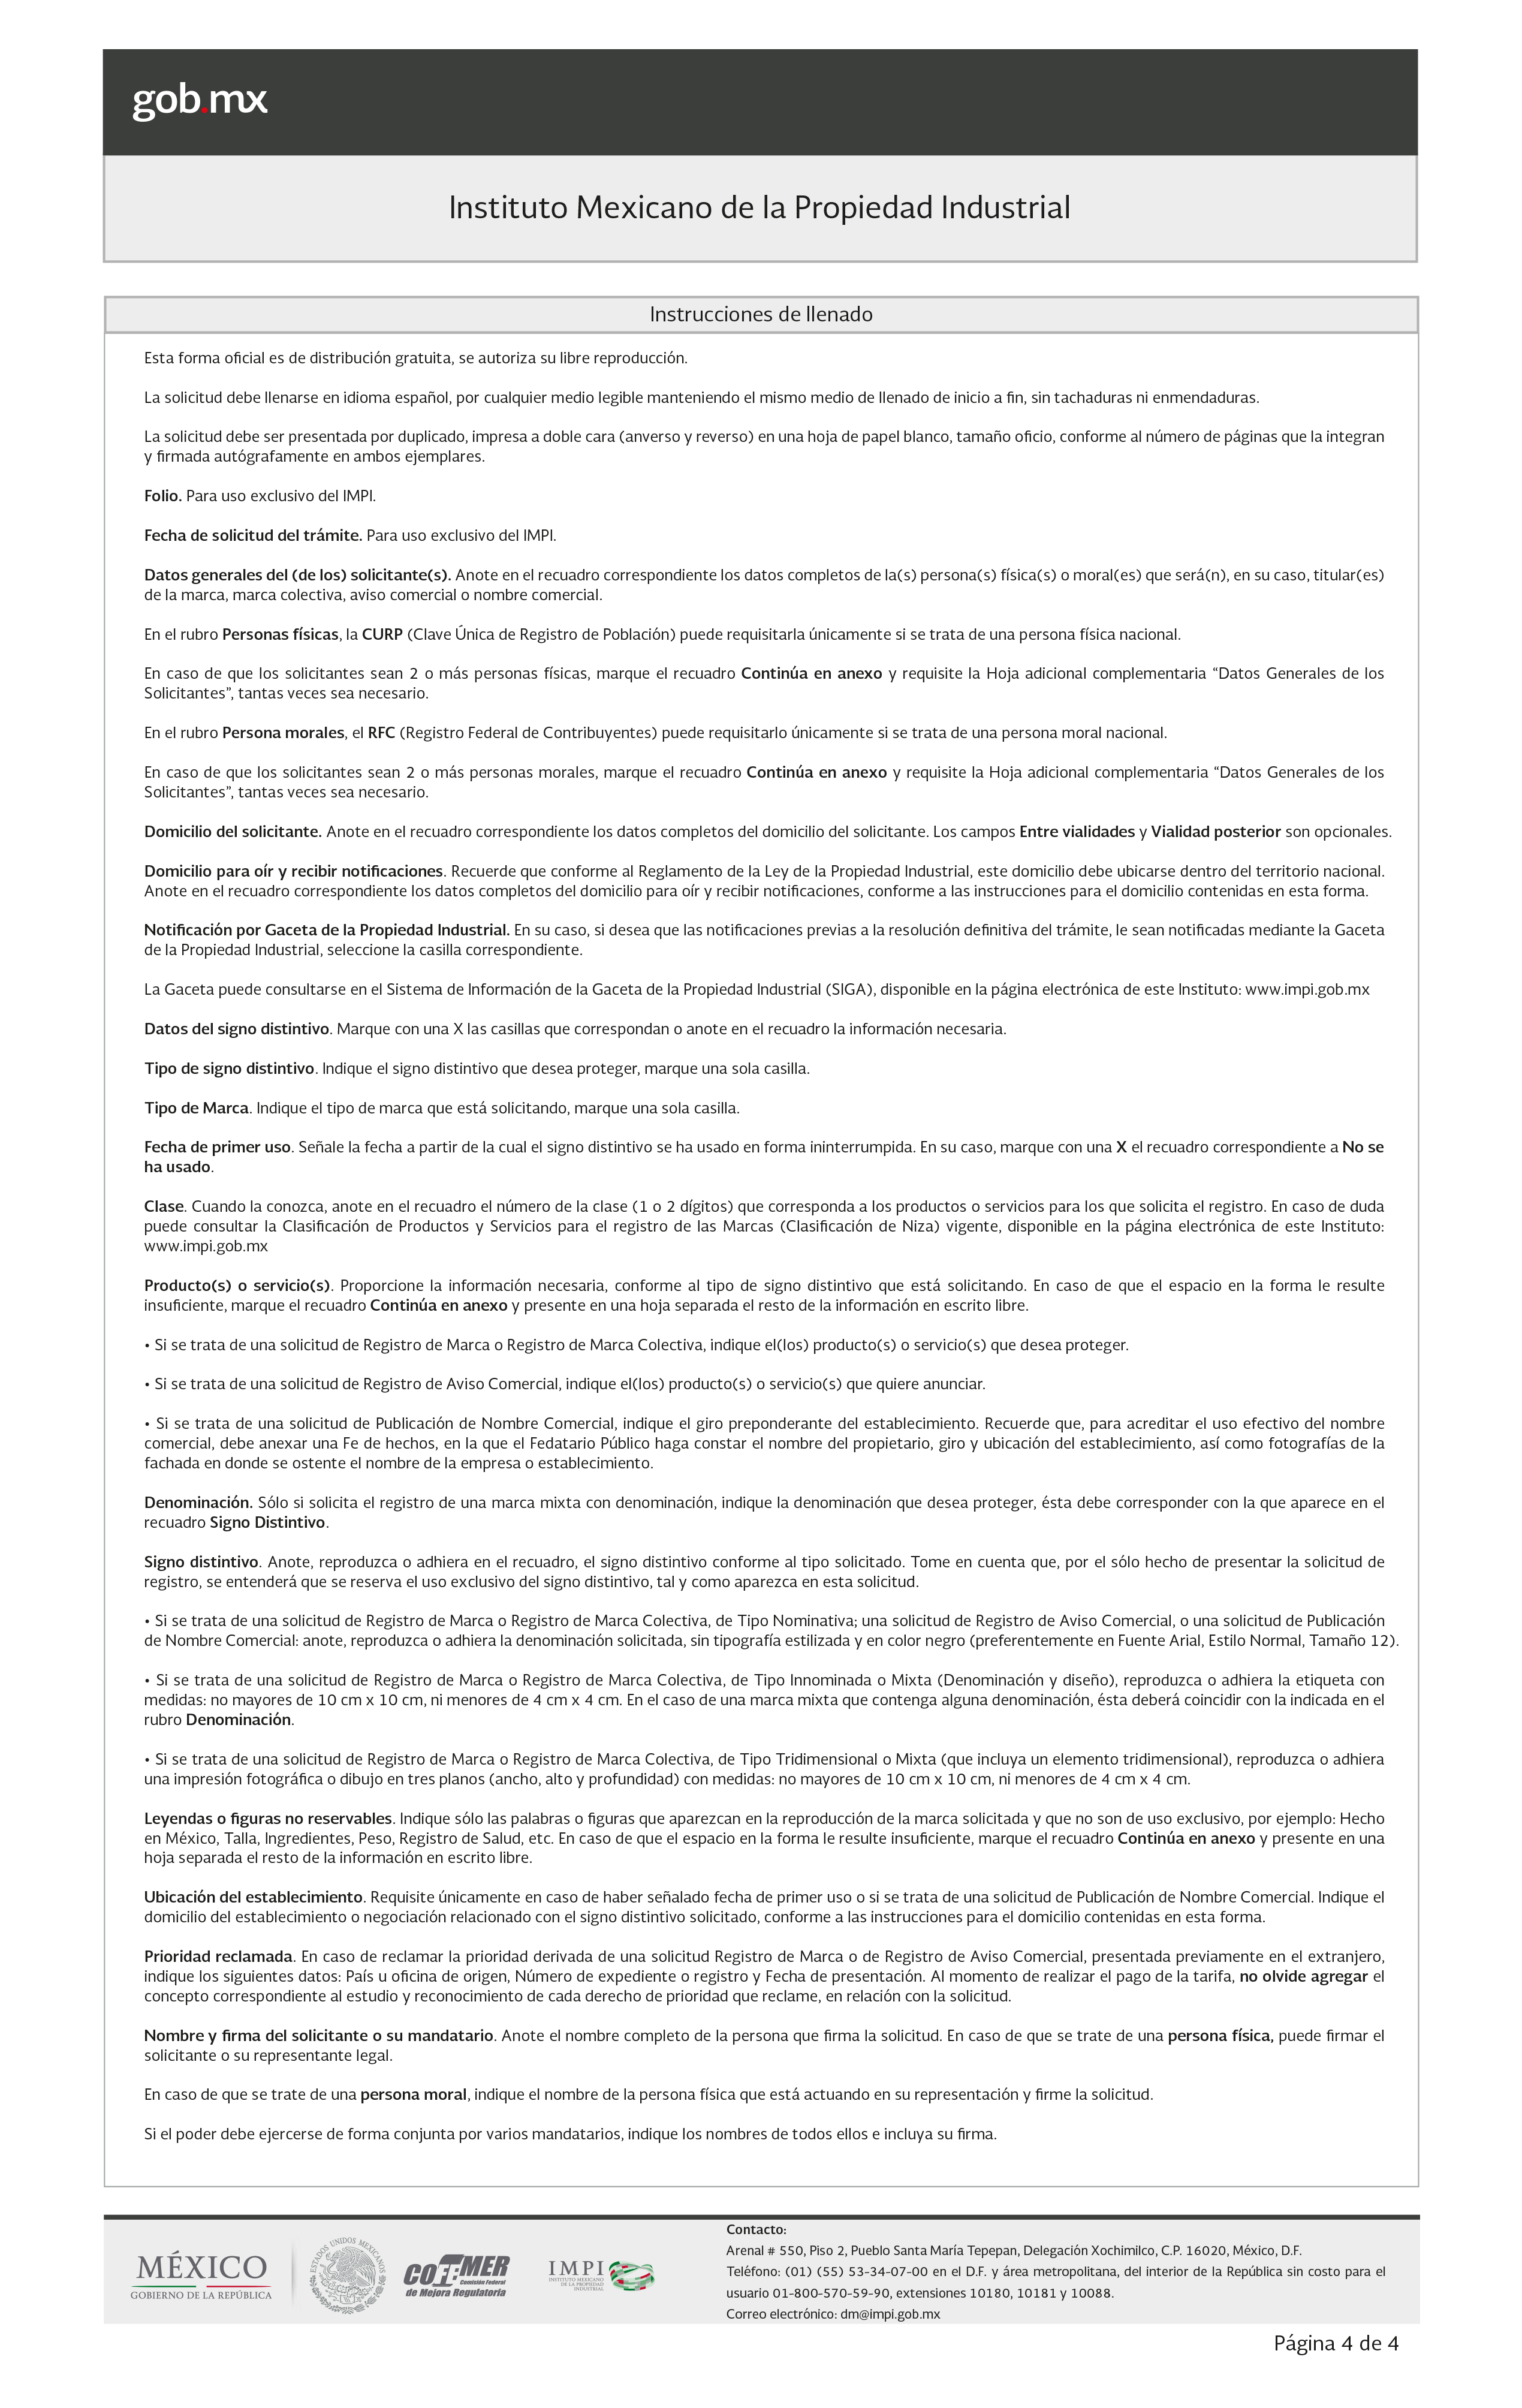 gob.mx
Instituto Mexicano de la Propiedad Industrial
Instrucciones de llenado
Esta forma oficial es de distribución gratuita, se autoriza su libre reproducción.
La solicitud debe llenarse en idioma español, por cualquier medio legible manteniendo el mismo medio de llenado de inicio a fin, sin tachaduras ni enmendaduras.
La solicitud debe ser presentada por duplicado, impresa a doble cara (anverso y reverso) en una hoja de papel blanco, tamaño oficio, conforme al número de páginas que la integran
y firmada autógrafamente en ambos ejemplares.
Folio. Para uso exclusivo del IMPI.
Fecha de solicitud del trámite. Para uso exclusivo del IMPI.
Datos generales del (de los) solicitante(s). Anote en el recuadro correspondiente los datos completos de la(s) persona(s) física(s) o moral(es) que será(n), en su caso, titular(es)
de la marca, marca colectiva, aviso comercial o nombre comercial.
En el rubro Personas físicas, la CURP (Clave Única de Registro de Población) puede requisitarla únicamente si se trata de una persona física nacional.
En caso de que los solicitantes sean 2 o más personas físicas, marque el recuadro Continúa en anexo y requisite la Hoja adicional complementaria “Datos Generales de los
Solicitantes”, tantas veces sea necesario.
En el rubro Persona morales, el RFC (Registro Federal de Contribuyentes) puede requisitarlo únicamente si se trata de una persona moral nacional.
En caso de que los solicitantes sean 2 o más personas morales, marque el recuadro Continúa en anexo y requisite la Hoja adicional complementaria “Datos Generales de los
Solicitantes”, tantas veces sea necesario.
Domicilio del solicitante. Anote en el recuadro correspondiente los datos completos del domicilio del solicitante. Los campos Entre vialidades y Vialidad posterior son opcionales.
Domicilio para oír y recibir notificaciones. Recuerde que conforme al Reglamento de la Ley de la Propiedad Industrial, este domicilio debe ubicarse dentro del territorio nacional.
Anote en el recuadro correspondiente los datos completos del domicilio para oír y recibir notificaciones, conforme a las instrucciones para el domicilio contenidas en esta forma.
Notificación por Gaceta de la Propiedad Industrial. En su caso, si desea que las notificaciones previas a la resolución definitiva del trámite, le sean notificadas mediante la Gaceta
de la Propiedad Industrial, seleccione la casilla correspondiente.
La Gaceta puede consultarse en el Sistema de Información de la Gaceta de la Propiedad Industrial (SIGA), disponible en la página electrónica de este Instituto: www.impi.gob.mx
Datos del signo distintivo. Marque con una X las casillas que correspondan o anote en el recuadro la información necesaria.
Tipo de signo distintivo. Indique el signo distintivo que desea proteger, marque una sola casilla.
Tipo de Marca. Indique el tipo de marca que está solicitando, marque una sola casilla.
Fecha de primer uso. Señale la fecha a partir de la cual el signo distintivo se ha usado en forma ininterrumpida. En su caso, marque con una X el recuadro correspondiente a No se
ha usado.
Clase. Cuando la conozca, anote en el recuadro el número de la clase (1 o 2 dígitos) que corresponda a los productos o servicios para los que solicita el registro. En caso de duda
puede consultar la Clasificación de Productos y Servicios para el registro de las Marcas (Clasificación de Niza) vigente, disponible en la página electrónica de este Instituto:
www.impi.gob.mx
Producto(s) o servicio(s). Proporcione la información necesaria, conforme al tipo de signo distintivo que está solicitando. En caso de que el espacio en la forma le resulte
insuficiente, marque el recuadro Continúa en anexo y presente en una hoja separada el resto de la información en escrito libre.
• Si se trata de una solicitud de Registro de Marca o Registro de Marca Colectiva, indique el(los) producto(s) o servicio(s) que desea proteger.
• Si se trata de una solicitud de Registro de Aviso Comercial, indique el(los) producto(s) o servicio(s) que quiere anunciar.
• Si se trata de una solicitud de Publicación de Nombre Comercial, indique el giro preponderante del establecimiento. Recuerde que, para acreditar el uso efectivo del nombre
comercial, debe anexar una Fe de hechos, en la que el Fedatario Público haga constar el nombre del propietario, giro y ubicación del establecimiento, así como fotografías de la
fachada en donde se ostente el nombre de la empresa o establecimiento.
Denominación. Sólo si solicita el registro de una marca mixta con denominación, indique la denominación que desea proteger, ésta debe corresponder con la que aparece en el
recuadro Signo Distintivo.
Signo distintivo. Anote, reproduzca o adhiera en el recuadro, el signo distintivo conforme al tipo solicitado. Tome en cuenta que, por el sólo hecho de presentar la solicitud de
registro, se entenderá que se reserva el uso exclusivo del signo distintivo, tal y como aparezca en esta solicitud.
• Si se trata de una solicitud de Registro de Marca o Registro de Marca Colectiva, de Tipo Nominativa; una solicitud de Registro de Aviso Comercial, o una solicitud de Publicación
de Nombre Comercial: anote, reproduzca o adhiera la denominación solicitada, sin tipografía estilizada y en color negro (preferentemente en Fuente Arial, Estilo Normal, Tamaño 12).
• Si se trata de una solicitud de Registro de Marca o Registro de Marca Colectiva, de Tipo Innominada o Mixta (Denominación y diseño), reproduzca o adhiera la etiqueta con
medidas: no mayores de 10 cm x 10 cm, ni menores de 4 cm x 4 cm. En el caso de una marca mixta que contenga alguna denominación, ésta deberá coincidir con la indicada en el
rubro Denominación.
• Si se trata de una solicitud de Registro de Marca o Registro de Marca Colectiva, de Tipo Tridimensional o Mixta (que incluya un elemento tridimensional), reproduzca o adhiera
una impresión fotográfica o dibujo en tres planos (ancho, alto y profundidad) con medidas: no mayores de 10 cm x 10 cm, ni menores de 4 cm x 4 cm.
Leyendas o figuras no reservables. Indique sólo las palabras o figuras que aparezcan en la reproducción de la marca solicitada y que no son de uso exclusivo, por ejemplo: Hecho
en México, Talla, Ingredientes, Peso, Registro de Salud, etc. En caso de que el espacio en la forma le resulte insuficiente, marque el recuadro Continúa en anexo y presente en una
hoja separada el resto de la información en escrito libre.
Ubicación del establecimiento. Requisite únicamente en caso de haber señalado fecha de primer uso o si se trata de una solicitud de Publicación de Nombre Comercial. Indique el
domicilio del establecimiento o negociación relacionado con el signo distintivo solicitado, conforme a las instrucciones para el domicilio contenidas en esta forma.
Prioridad reclamada. En caso de reclamar la prioridad derivada de una solicitud Registro de Marca o de Registro de Aviso Comercial, presentada previamente en el extranjero,
indique los siguientes datos: País u oficina de origen, Número de expediente o registro y Fecha de presentación. Al momento de realizar el pago de la tarifa, no olvide agregar el
concepto correspondiente al estudio y reconocimiento de cada derecho de prioridad que reclame, en relación con la solicitud.
Nombre y firma del solicitante o su mandatario. Anote el nombre completo de la persona que firma la solicitud. En caso de que se trate de una persona física, puede firmar el
solicitante o su representante legal.
En caso de que se trate de una persona moral, indique el nombre de la persona física que está actuando en su representación y firme la solicitud.
Si el poder debe ejercerse de forma conjunta por varios mandatarios, indique los nombres de todos ellos e incluya su firma.
MÉXICO
GOBIERNO DE LA REPÚBLICA
ESTADOS UNIDOS MEXICANOS
COFEMER
Comisión Federal
de Mejora Regulatoria
IMPI
INSTITUTO MEXICANO
DE LA PROPIEDAD
INDUSTRIAL
Contacto:
Arenal # 550, Piso 2, Pueblo Santa María Tepepan, Delegación Xochimilco, C.P. 16020, México, D.F.
Teléfono: (01) (55) 53-34-07-00 en el D.F. y área metropolitana, del interior de la República sin costo para el
usuario 01-800-570-59-90, extensiones 10180, 10181 y 10088.
Correo electrónico: dm@impi.gob.mx
Página 4 de 4